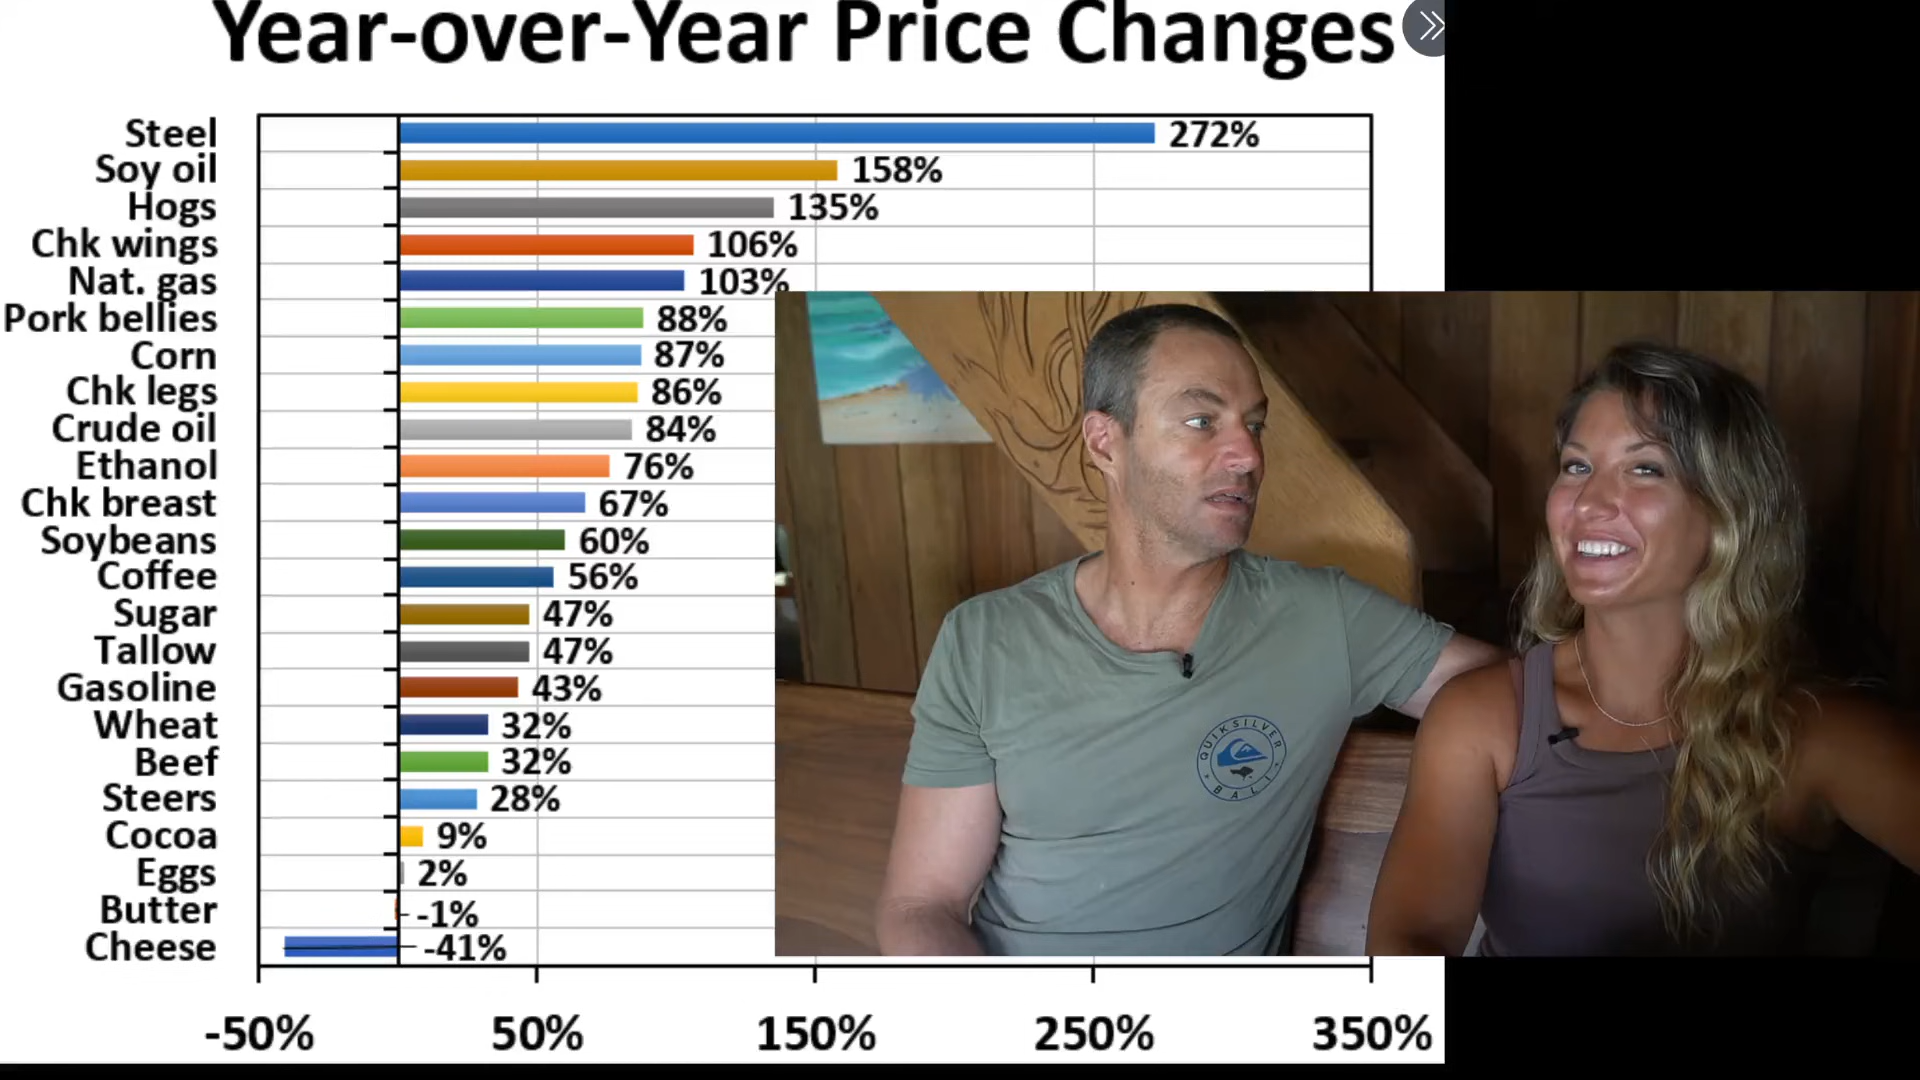 Year-over-Year Price Changes
Steel 272%
Soy oil 158%
Hogs 135%
Chk wings 106%
Nat. gas 103%
Pork bellies 88%
Corn 87%
Chk legs 86%
Crude oil 84%
Ethanol 76%
Chk breast 67%
Soybeans 60%
Coffee 56%
Sugar 47%
Tallow 47%
Gasoline 43%
Wheat 32%
Beef 32%
Steers 28%
Cocoa 9%
Eggs 2%
Butter -1%
Cheese -41%
-50% 50% 150% 250% 350%
QUIKSILVER
BALI